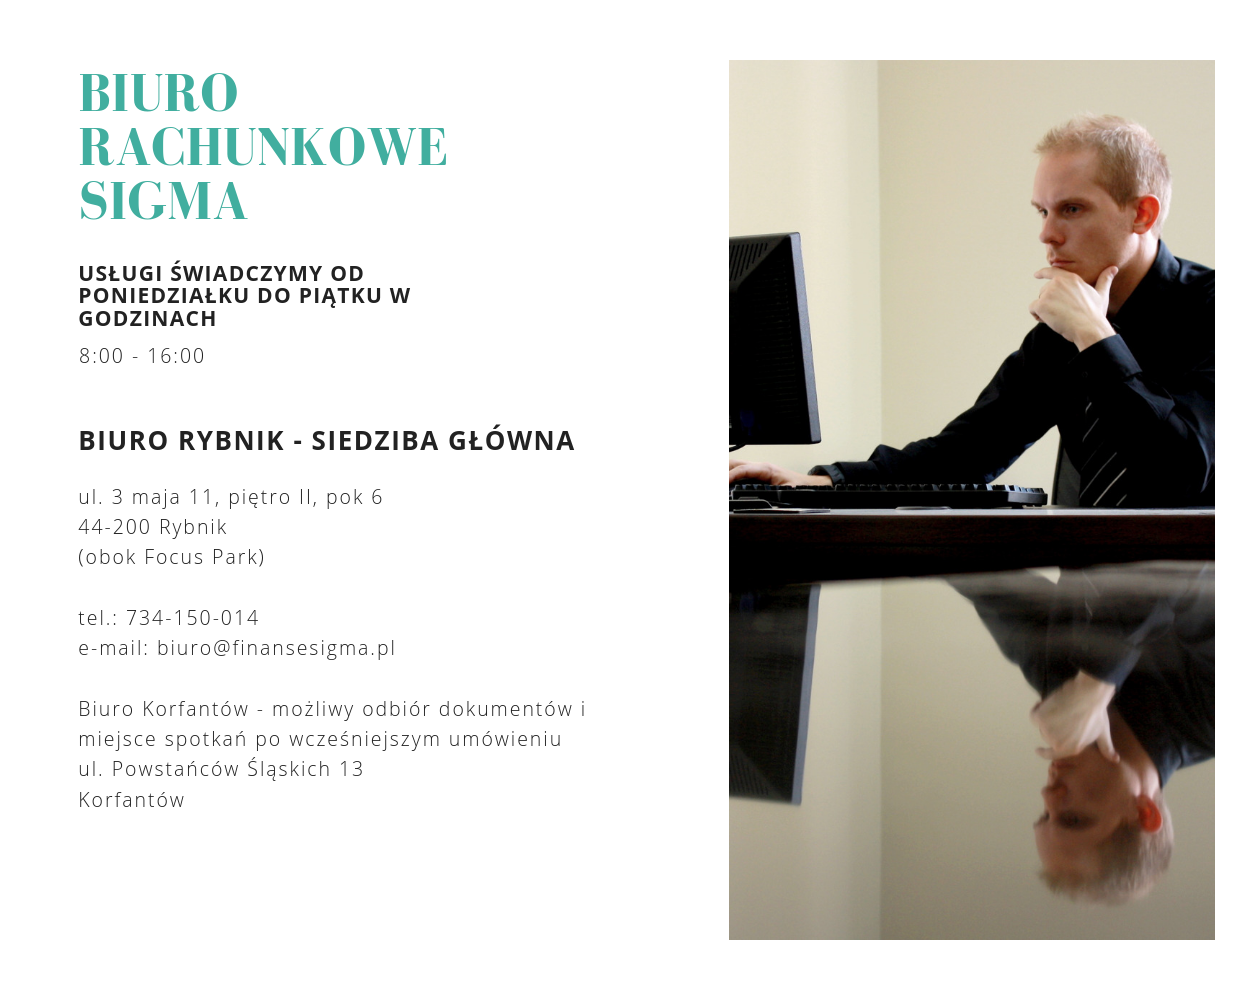 BIURO
RACHUNKOWE
SIGMA
USŁUGI ŚWIADCZYMY OD
PONIEDZIAŁKU DO PIĄTKU W
GODZINACH
8:00 - 16:00
BIURO RYBNIK - SIEDZIBA GŁÓWNA
ul. 3 maja 11, piętro II, pok 6
44-200 Rybnik
(obok Focus Park)
tel.: 734-150-014
e-mail: biuro@finansesigma.pl
Biuro Korfantów - możliwy odbiór dokumentów i
miejsce spotkań po wcześniejszym umówieniu
ul. Powstańców Śląskich 13
Korfantów